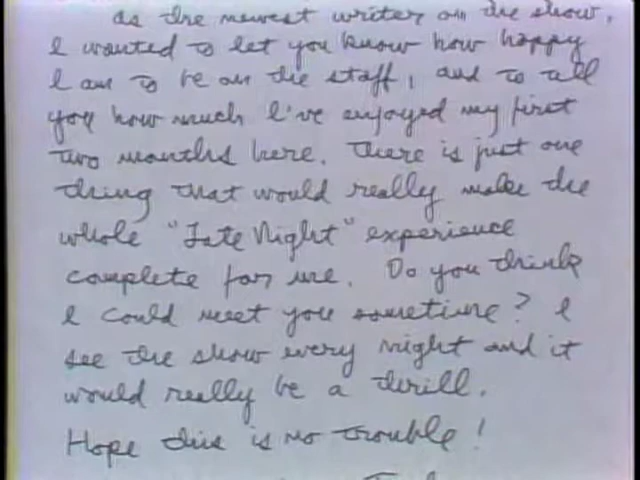 as the newest writer on the show,
I wanted to let you know how happy
I am to be on the staff, and to tell
you how much I've enjoyed my first
two months here. There is just one
thing that would really make the
whole "Late Night" experience
complete for me. Do you think
I could meet you sometime? I
see the show every night and it
would really be a thrill.
Hope this is no trouble!